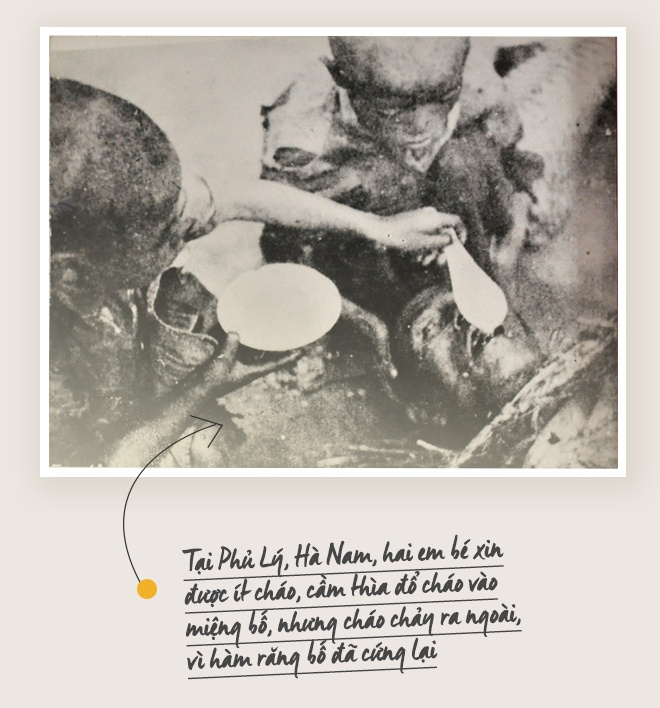 Tại Phủ Lý, Hà Nam, hai em bé xin
được ít cháo, cầm thìa đổ cháo vào
miệng bố, nhưng cháo chảy ra ngoài,
vì hàm răng bố đã cứng lại